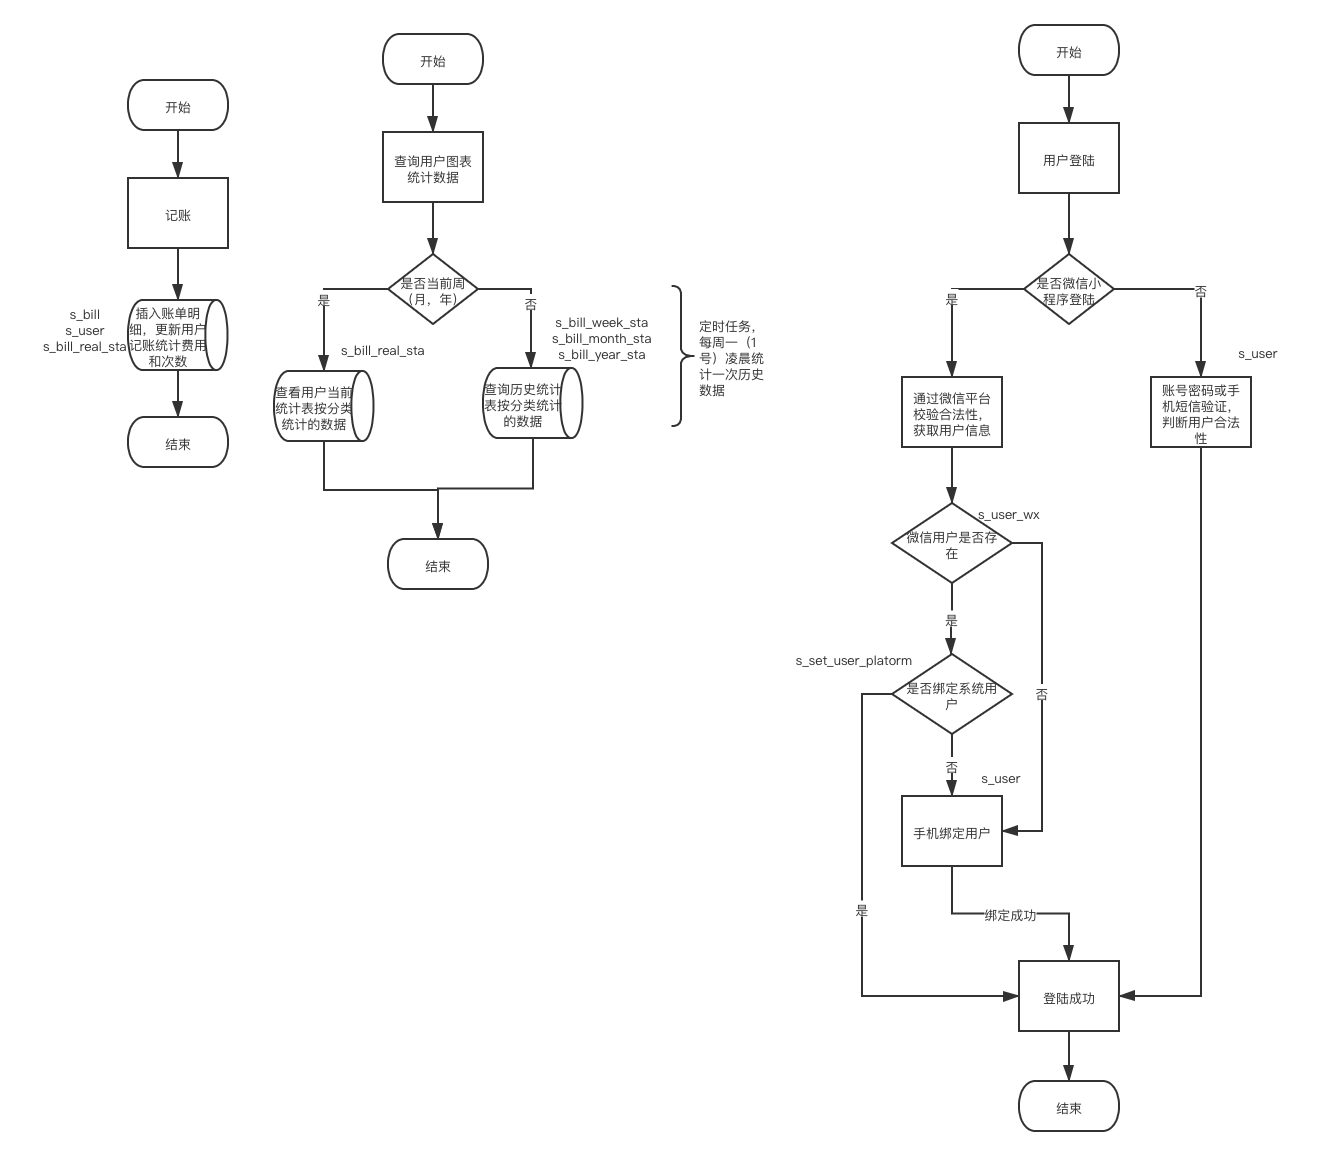 开始
记账
s_bill
s_user
s_bill_real_sta
插入账单明
细，更新用户
记账统计费用
和次数
结束
开始
查询用户图表
统计数据
是否当前周
（月，年）
是
否
s_bill_real_sta
查看用户当前
统计表按分类
统计的数据
s_bill_week_sta
s_bill_month_sta
s_bill_year_sta
查询历史统计
表按分类统计
的数据
定时任务，
每周一（1
号）凌晨统
计一次历史
数据
结束
开始
用户登陆
是否微信小
程序登陆
是
否
通过微信平台
校验合法性，
获取用户信息
s_user
账号密码或手
机短信验证，
判断用户合法
性
s_user_wx
微信用户是否存
在
是
否
s_set_user_platorm
是否绑定系统用
户
否
是
s_user
手机绑定用户
绑定成功
登陆成功
结束